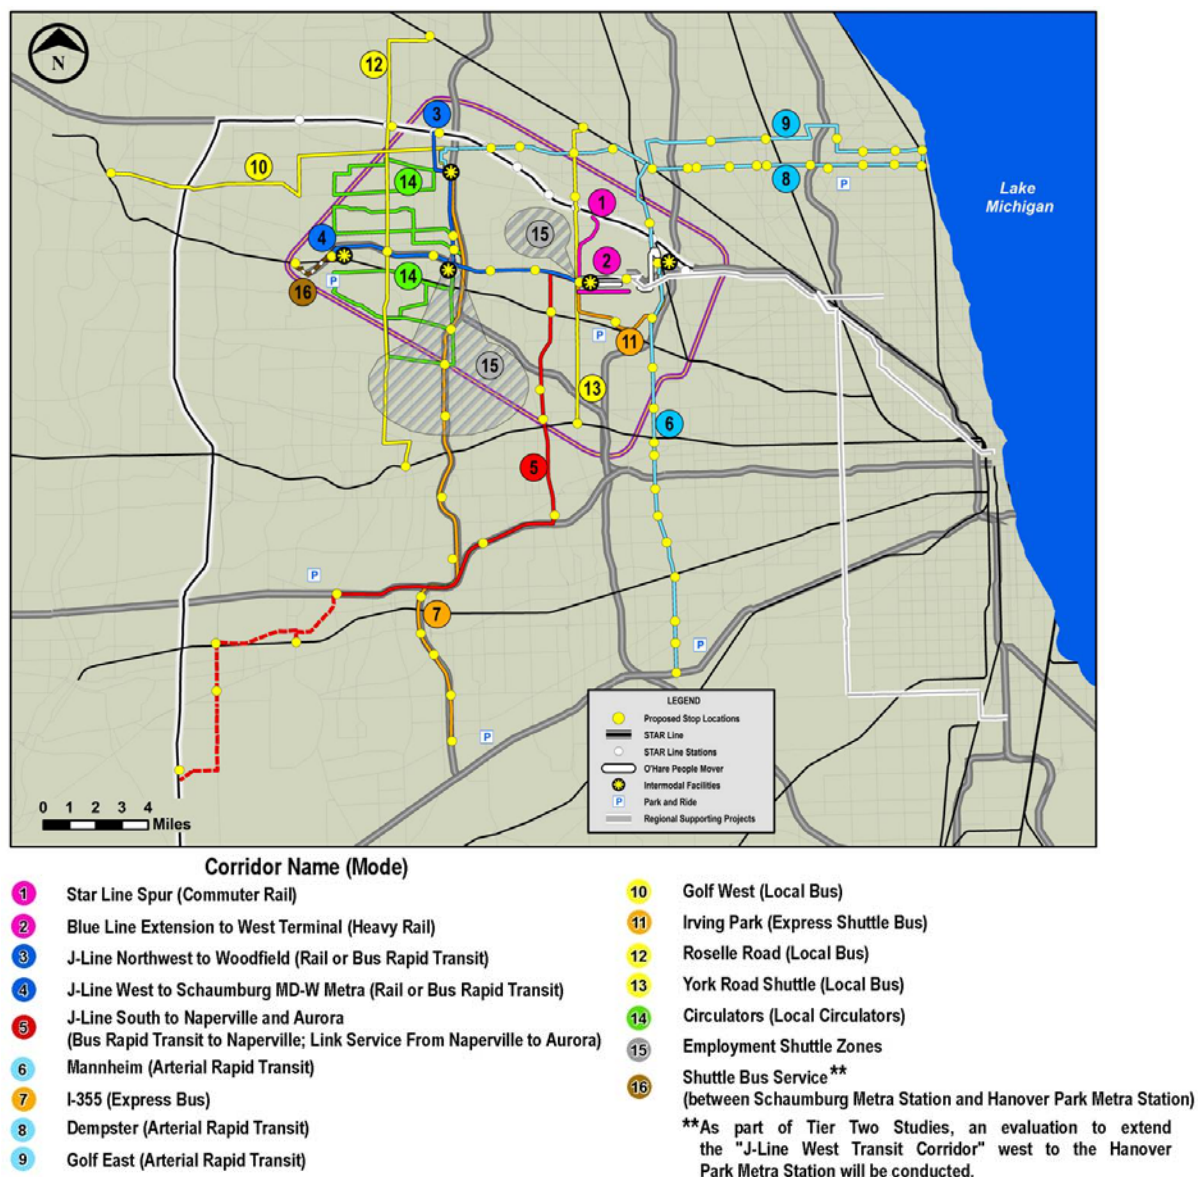 N
12
3
9
10
14
8
P
Lake
Michigan
1
15
4
2
14
16
P
11
P
15
13
6
5
P
7
P
P
LEGEND
Proposed Stop Locations
STAR Line
STAR Line Stations
O'Hare People Mover
Intermodal Facilities
P Park and Ride
Regional Supporting Projects
0 1 2 3 4
Miles
Corridor Name (Mode)
1 Star Line Spur (Commuter Rail)
2 Blue Line Extension to West Terminal (Heavy Rail)
3 J-Line Northwest to Woodfield (Rail or Bus Rapid Transit)
4 J-Line West to Schaumburg MD-W Metra (Rail or Bus Rapid Transit)
5 J-Line South to Naperville and Aurora
(Bus Rapid Transit to Naperville; Link Service From Naperville to Aurora)
6 Mannheim (Arterial Rapid Transit)
7 I-355 (Express Bus)
8 Dempster (Arterial Rapid Transit)
9 Golf East (Arterial Rapid Transit)
10 Golf West (Local Bus)
11 Irving Park (Express Shuttle Bus)
12 Roselle Road (Local Bus)
13 York Road Shuttle (Local Bus)
14 Circulators (Local Circulators)
15 Employment Shuttle Zones
16 Shuttle Bus Service**
(between Schaumburg Metra Station and Hanover Park Metra Station)
**As part of Tier Two Studies, an evaluation to extend
the "J-Line West Transit Corridor" west to the Hanover
Park Metra Station will be conducted.